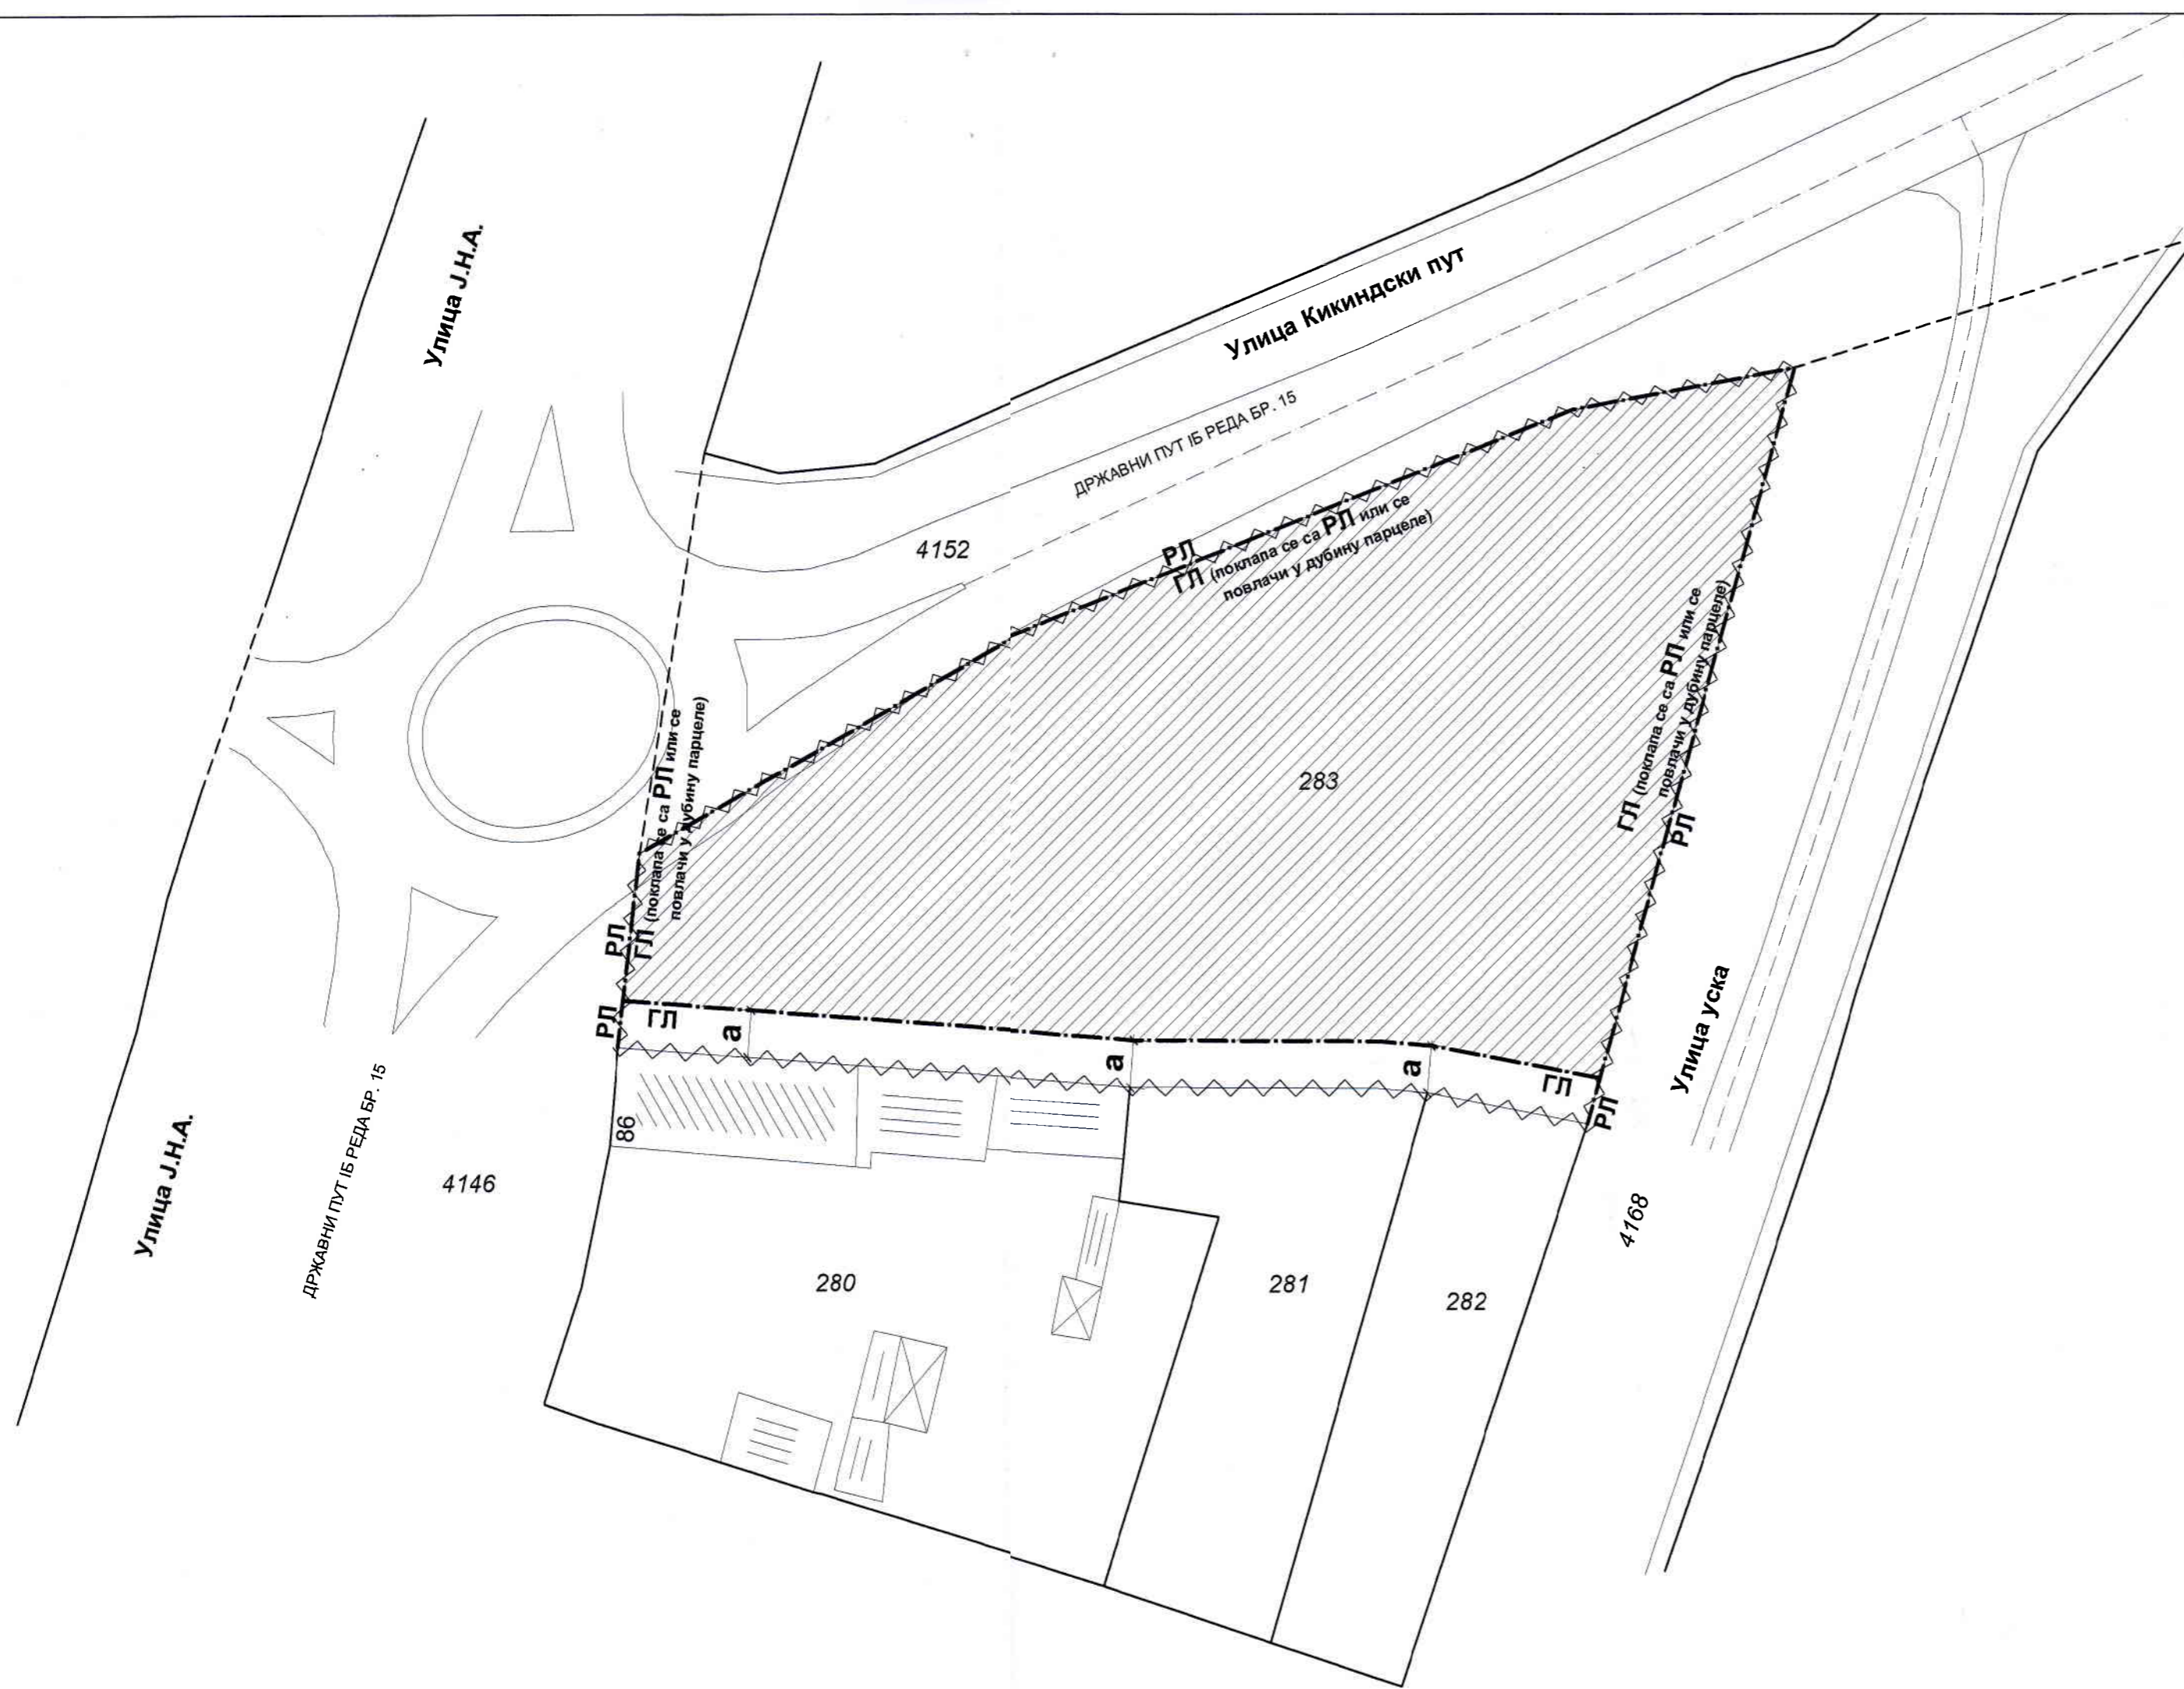 Улица Ј.Н.А.
Улица Кикиндски пут
ДРЖАВНИ ПУТ IБ РЕДА БР. 15
4152
РЛ
ГЛ (поклапа се са РЛ или се
повлачи у дубину парцеле)
ГЛ (поклапа се са РЛ или се
повлачи у дубину парцеле)
РЛ
283
ГЛ (поклапа се са РЛ или се
повлачи у дубину парцеле)
РЛ
РЛ
ГЛ
а
а
а
ГЛ
РЛ
Улица уска
86
ДРЖАВНИ ПУТ IБ РЕДА БР. 15
Улица Ј.Н.А.
4146
4168
280
281
282